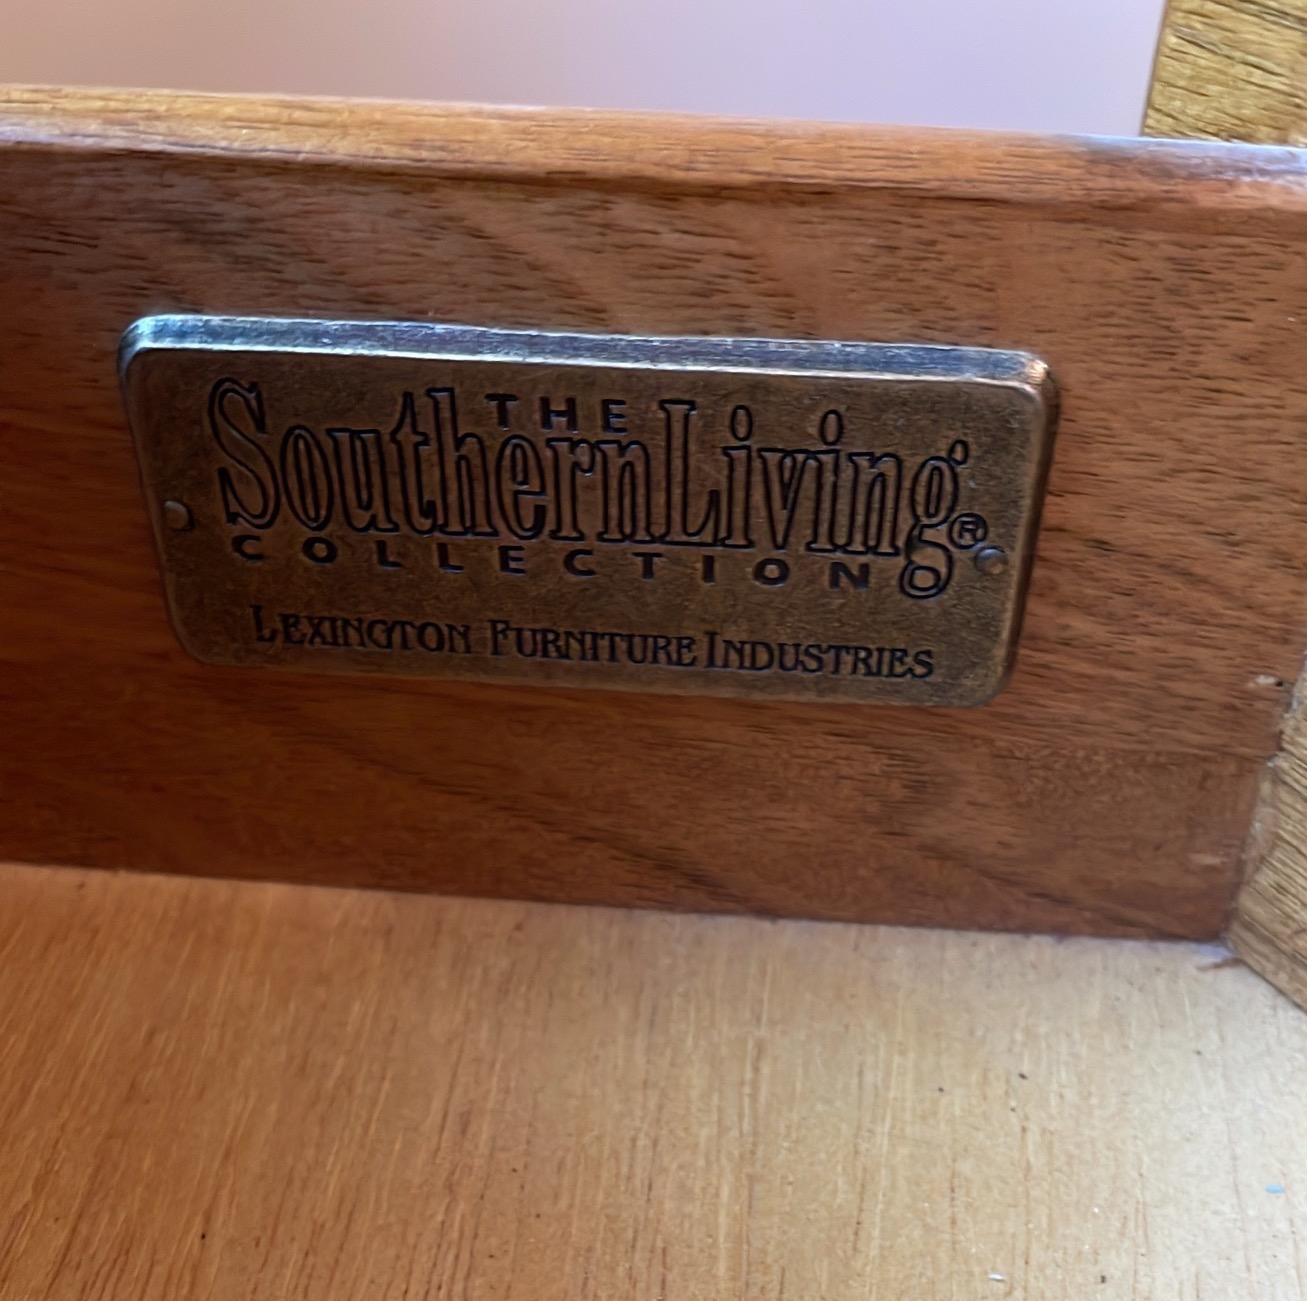 THE
SouthernLiving®
COLLECTION
LEXINGTON FURNITURE INDUSTRIES